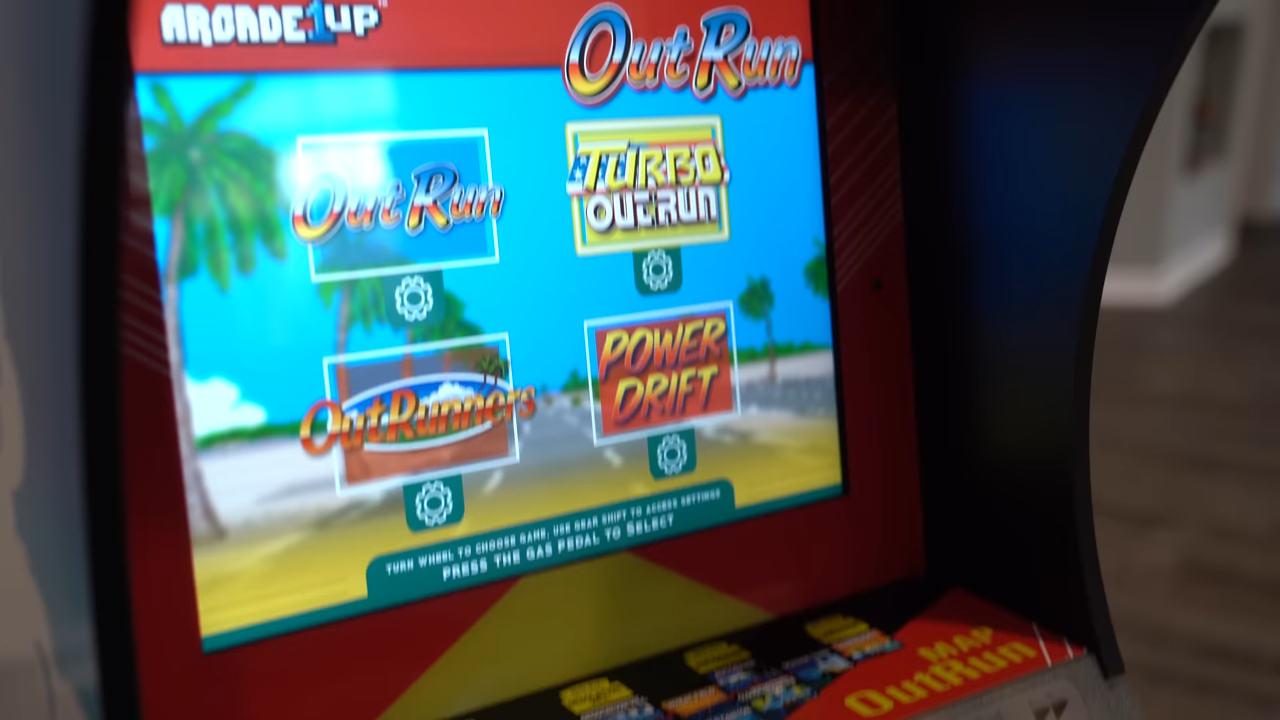 ARCADE1UP™
OutRun
OutRun
TURBO
OUTRUN
OutRunners
POWER
DRIFT
TURN WHEEL TO CHOOSE GAME, USE GEAR SHIFT TO ACCESS SETTINGS
PRESS THE GAS PEDAL TO SELECT
MAP
OutRun